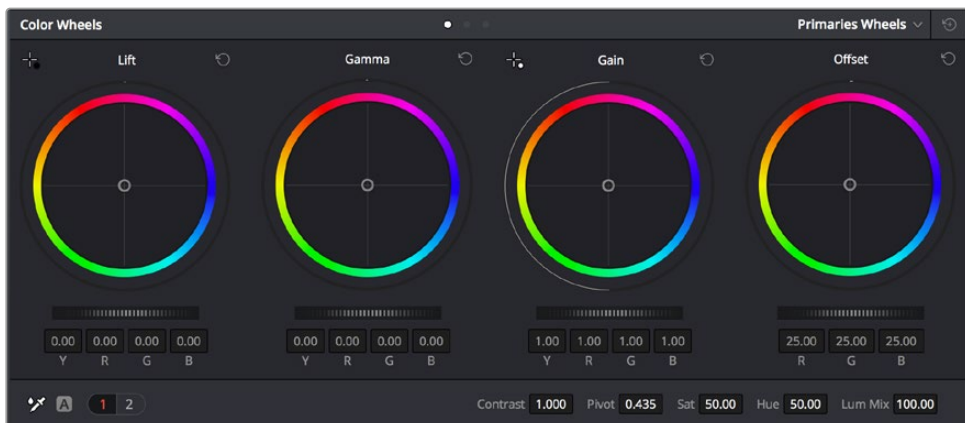 Color Wheels Primaries Wheels
Lift Gamma Gain Offset
0.00 0.00 0.00 0.00 0.00 0.00 0.00 0.00 1.00 1.00 1.00 1.00 25.00 25.00 25.00
Y R G B Y R G B Y R G B R G B
A 1 2 Contrast 1.000 Pivot 0.435 Sat 50.00 Hue 50.00 Lum Mix 100.00